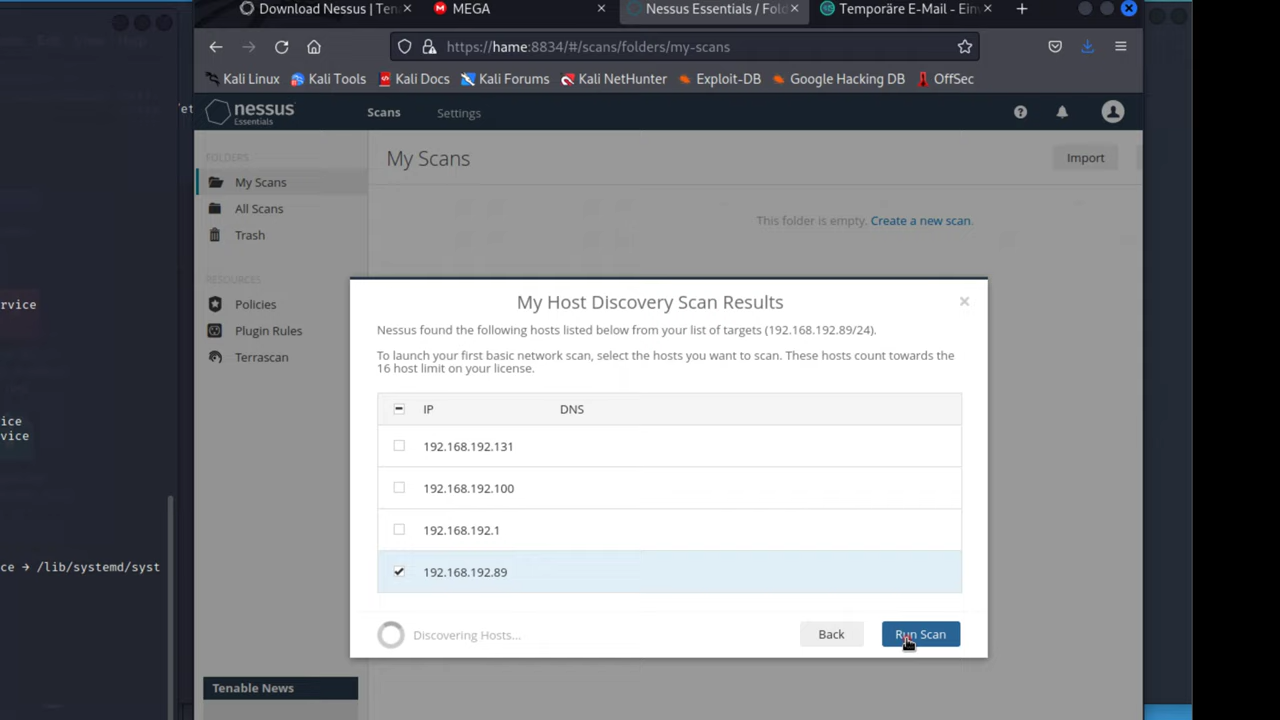 Download Nessus | Ten
MEGA
Nessus Essentials / Fold
Temporäre E-Mail - Ein
https://hame:8834/#/scans/folders/my-scans
Kali Linux
Kali Tools
Kali Docs
Kali Forums
Kali NetHunter
Exploit-DB
Google Hacking DB
OffSec
nessus
Essentials
Scans
Settings
FOLDERS
My Scans
All Scans
Trash
RESOURCES
Policies
Plugin Rules
Terrascan
Tenable News
My Scans
Import
This folder is empty. Create a new scan.
My Host Discovery Scan Results
Nessus found the following hosts listed below from your list of targets (192.168.192.89/24).
To launch your first basic network scan, select the hosts you want to scan. These hosts count towards the
16 host limit on your license.
IP DNS
192.168.192.131
192.168.192.100
192.168.192.1
192.168.192.89
Discovering Hosts...
Back
Run Scan
rvice
ice
vice
ce → /lib/systemd/syst